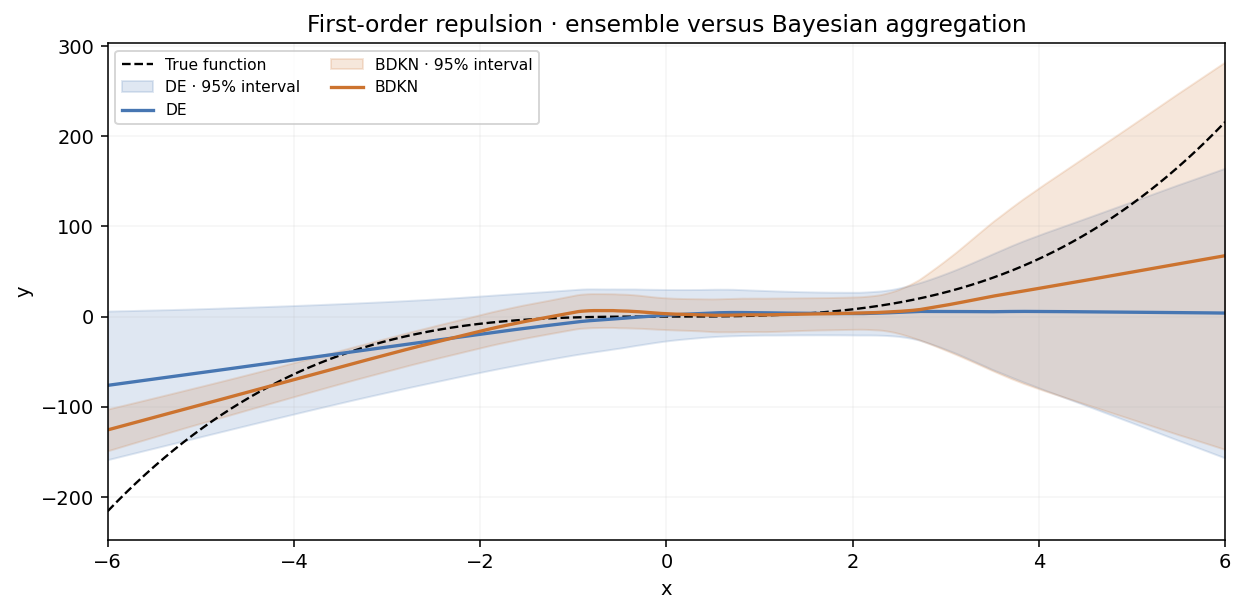 First-order repulsion · ensemble versus Bayesian aggregation
300
200
100
0
−100
−200
y
True function
DE · 95% interval
DE
BDKN · 95% interval
BDKN
−6
−4
−2
0
2
4
6
x